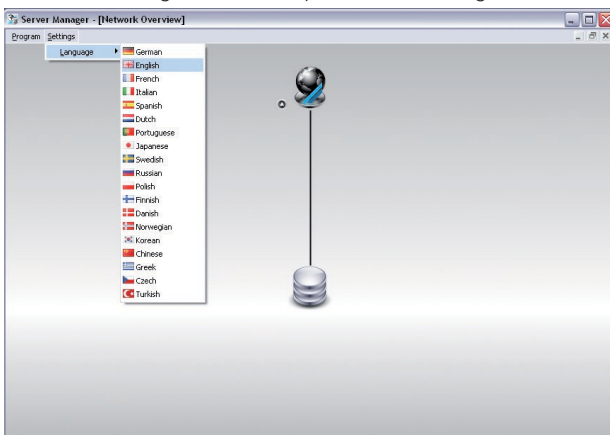 Server Manager - [Network Overview]
Program Settings
Language
German
English
French
Italian
Spanish
Dutch
Portuguese
Japanese
Swedish
Russian
Polish
Finnish
Danish
Norwegian
Korean
Chinese
Greek
Czech
Turkish